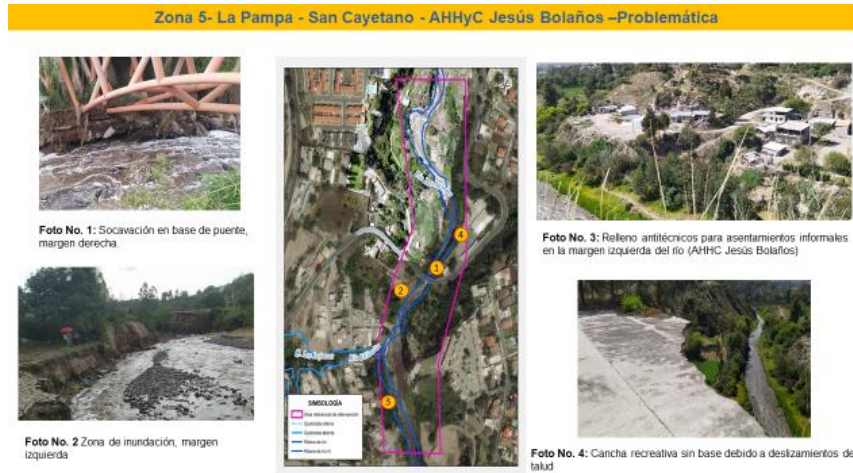 Zona 5- La Pampa - San Cayetano - AHHyC Jesús Bolaños –Problemática
Foto No. 1: Socavación en base de puente,
margen derecha.
Foto No. 2 Zona de inundación, margen
izquierda
4
1
2
3
SIMBOLOGÍA
Foto No. 3: Relleno antitécnicos para asentamientos informales
en la margen izquierda del río (AHHC Jesús Bolaños)
Foto No. 4: Cancha recreativa sin base debido a deslizamientos de
talud